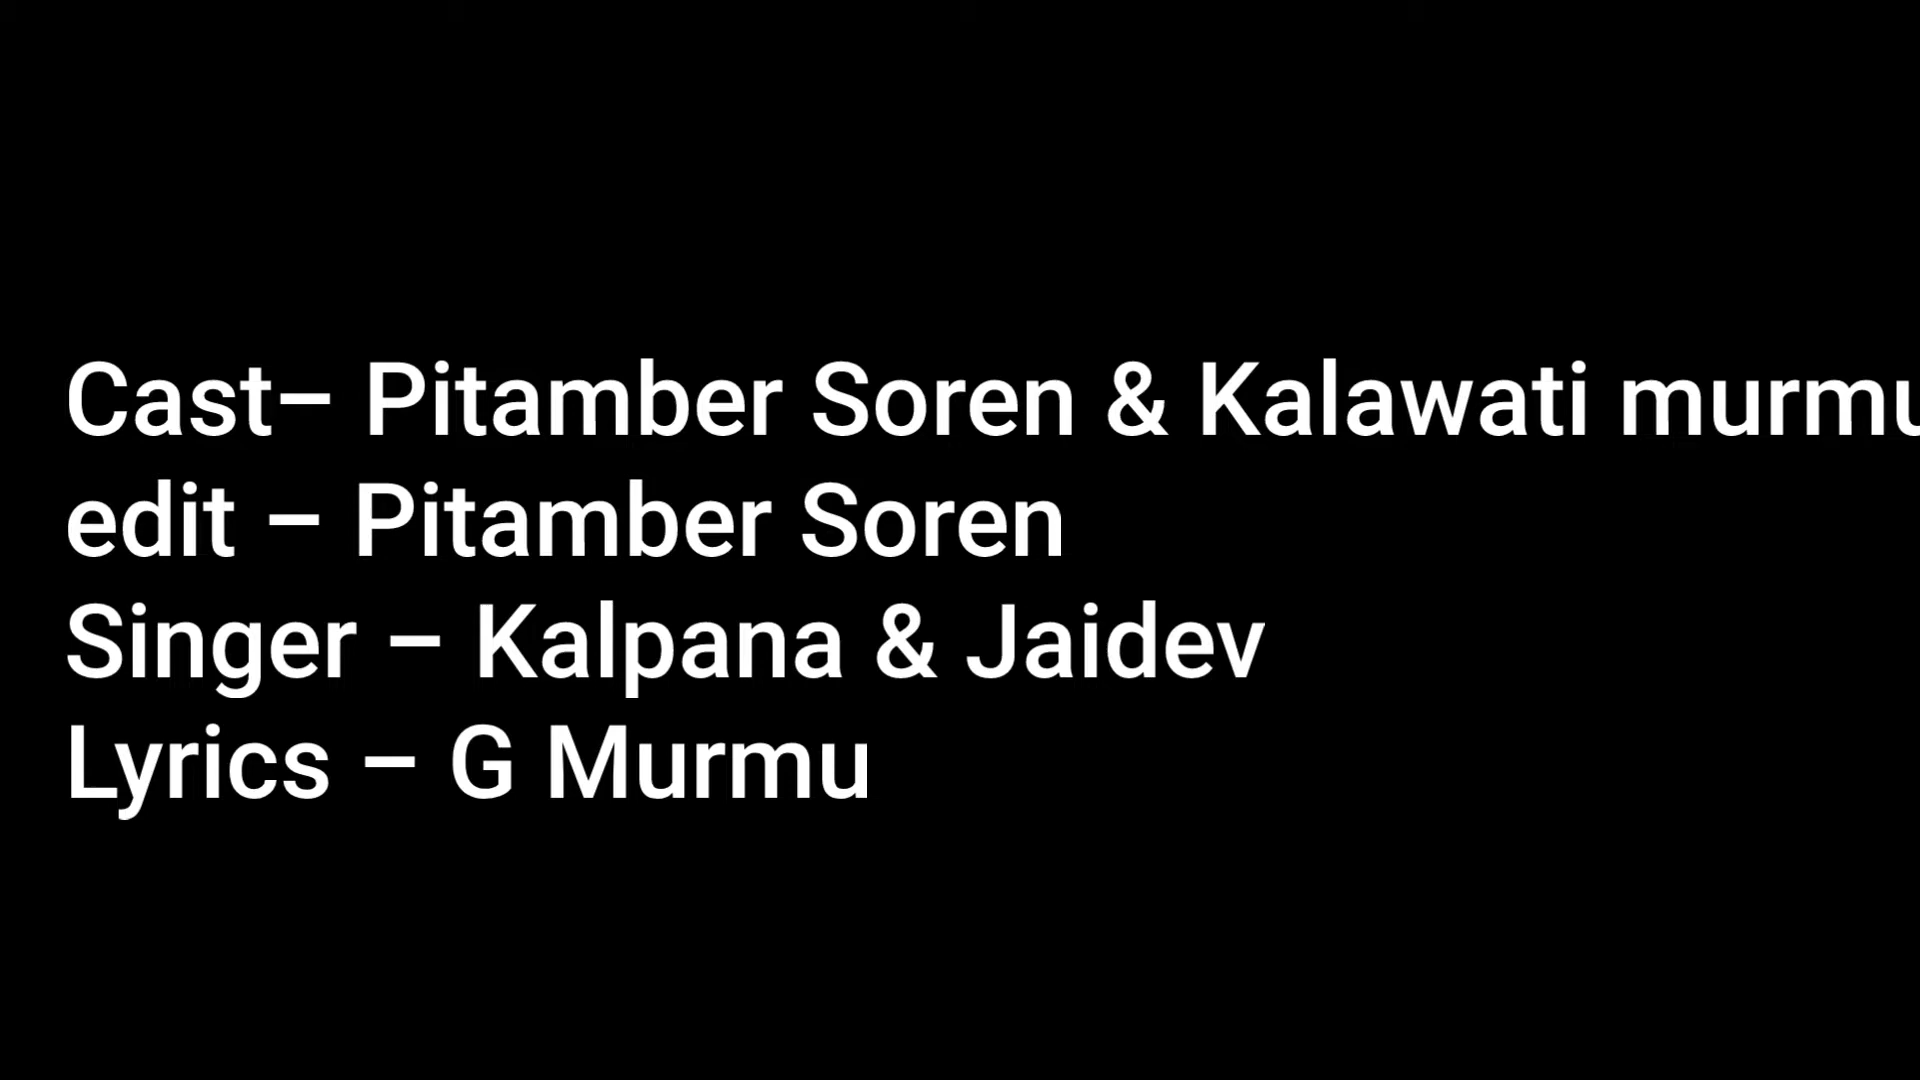 Cast– Pitamber Soren & Kalawati murmu
edit – Pitamber Soren
Singer – Kalpana & Jaidev
Lyrics – G Murmu